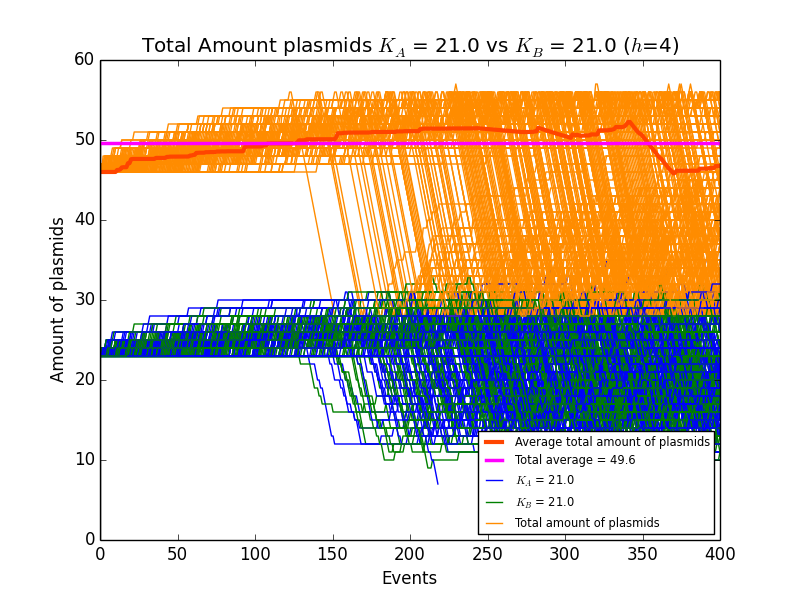 Total Amount plasmids K_A = 21.0 vs K_B = 21.0 (h=4)
60
50
40
30
20
10
0
Amount of plasmids
Average total amount of plasmids
Total average = 49.6
K_A = 21.0
K_B = 21.0
Total amount of plasmids
0 50 100 150 200 250 300 350 400
Events